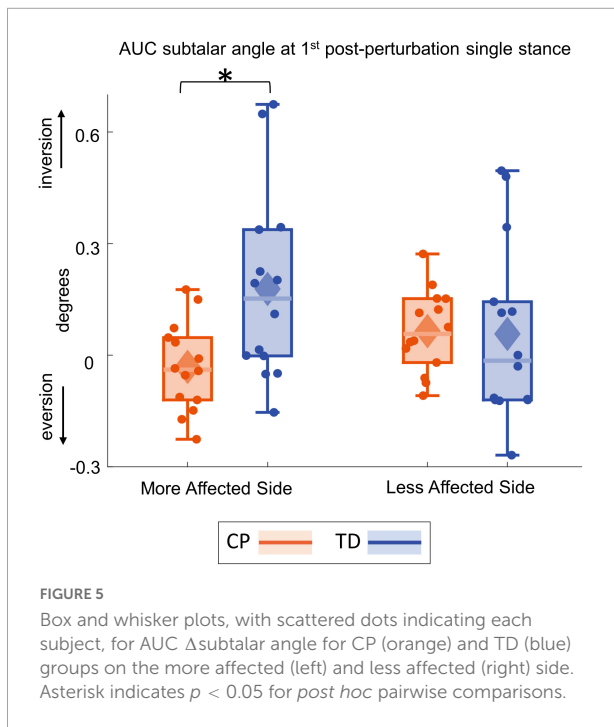 AUC subtalar angle at 1st post-perturbation single stance
*
inversion
degrees
eversion
0.6
0.3
0
-0.3
More Affected Side
Less Affected Side
CP
TD
FIGURE 5
Box and whisker plots, with scattered dots indicating each
subject, for AUC Δsubtalar angle for CP (orange) and TD (blue)
groups on the more affected (left) and less affected (right) side.
Asterisk indicates p < 0.05 for post hoc pairwise comparisons.